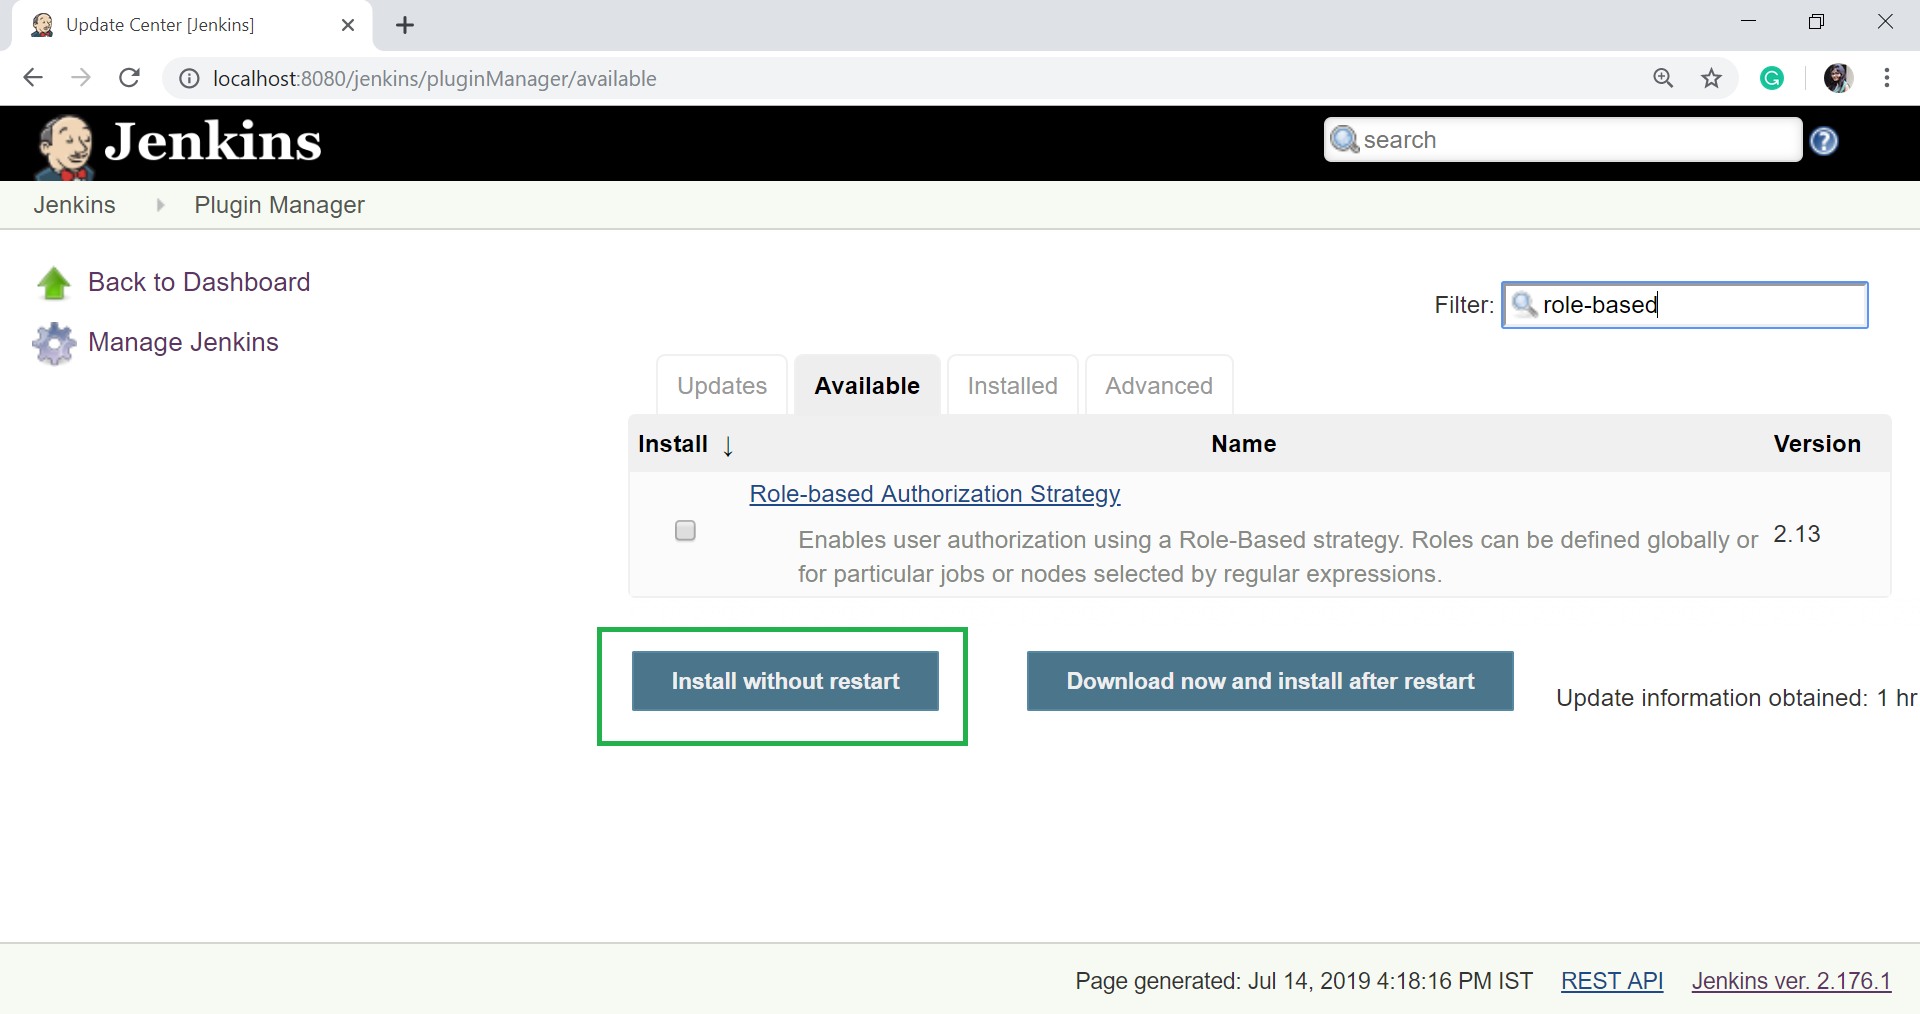 Update Center [Jenkins]
localhost:8080/jenkins/pluginManager/available
Jenkins
search
Jenkins
Plugin Manager
Back to Dashboard
Manage Jenkins
Filter: role-based
Updates
Available
Installed
Advanced
Install ↓
Name
Version
Role-based Authorization Strategy
Enables user authorization using a Role-Based strategy. Roles can be defined globally or
for particular jobs or nodes selected by regular expressions.
2.13
Install without restart
Download now and install after restart
Update information obtained: 1 hr
Page generated: Jul 14, 2019 4:18:16 PM IST
REST API
Jenkins ver. 2.176.1